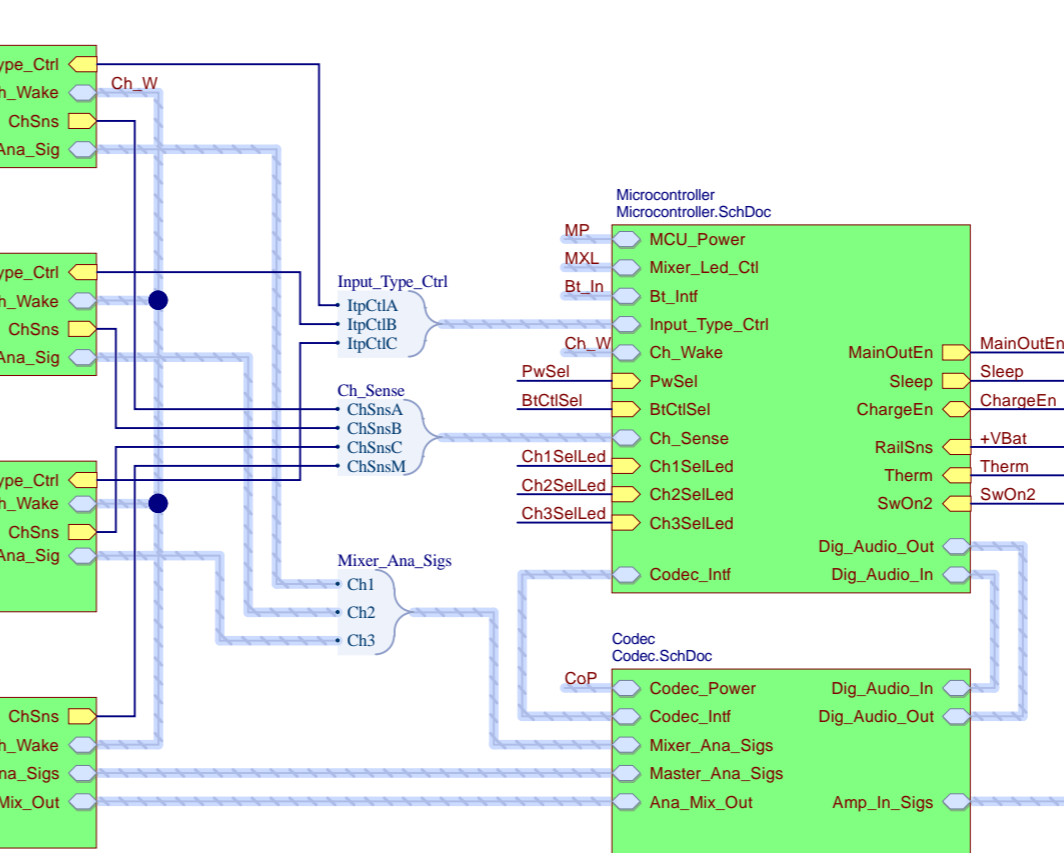 ype_Ctrl
h_Wake
ChSns
Ana_Sig
Ch_W
ype_Ctrl
h_Wake
ChSns
Ana_Sig
ype_Ctrl
h_Wake
ChSns
Ana_Sig
ChSns
h_Wake
na_Sigs
Mix_Out
Input_Type_Ctrl
ItpCtlA
ItpCtlB
ItpCtlC
Ch_Sense
ChSnsA
ChSnsB
ChSnsC
ChSnsM
Mixer_Ana_Sigs
Ch1
Ch2
Ch3
Microcontroller
Microcontroller.SchDoc
MP
MCU_Power
MXL
Mixer_Led_Ctl
Bt_In
Bt_Intf
Input_Type_Ctrl
Ch_W
Ch_Wake
PwSel
PwSel
BtCtlSel
BtCtlSel
Ch_Sense
Ch1SelLed
Ch1SelLed
Ch2SelLed
Ch2SelLed
Ch3SelLed
Ch3SelLed
Codec_Intf
MainOutEn
MainOutEn
Sleep
Sleep
ChargeEn
ChargeEn
RailSns
+VBat
Therm
Therm
SwOn2
SwOn2
Dig_Audio_Out
Dig_Audio_In
Codec
Codec.SchDoc
CoP
Codec_Power
Codec_Intf
Mixer_Ana_Sigs
Master_Ana_Sigs
Ana_Mix_Out
Dig_Audio_In
Dig_Audio_Out
Amp_In_Sigs